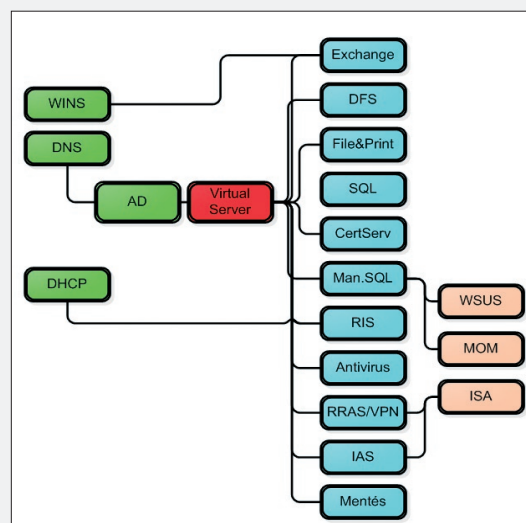 Exchange
WINS
DFS
DNS
File&Print
AD
Virtual
Server
SQL
CertServ
DHCP
Man.SQL
WSUS
RIS
MOM
Antivirus
ISA
RRAS/VPN
IAS
Mentés